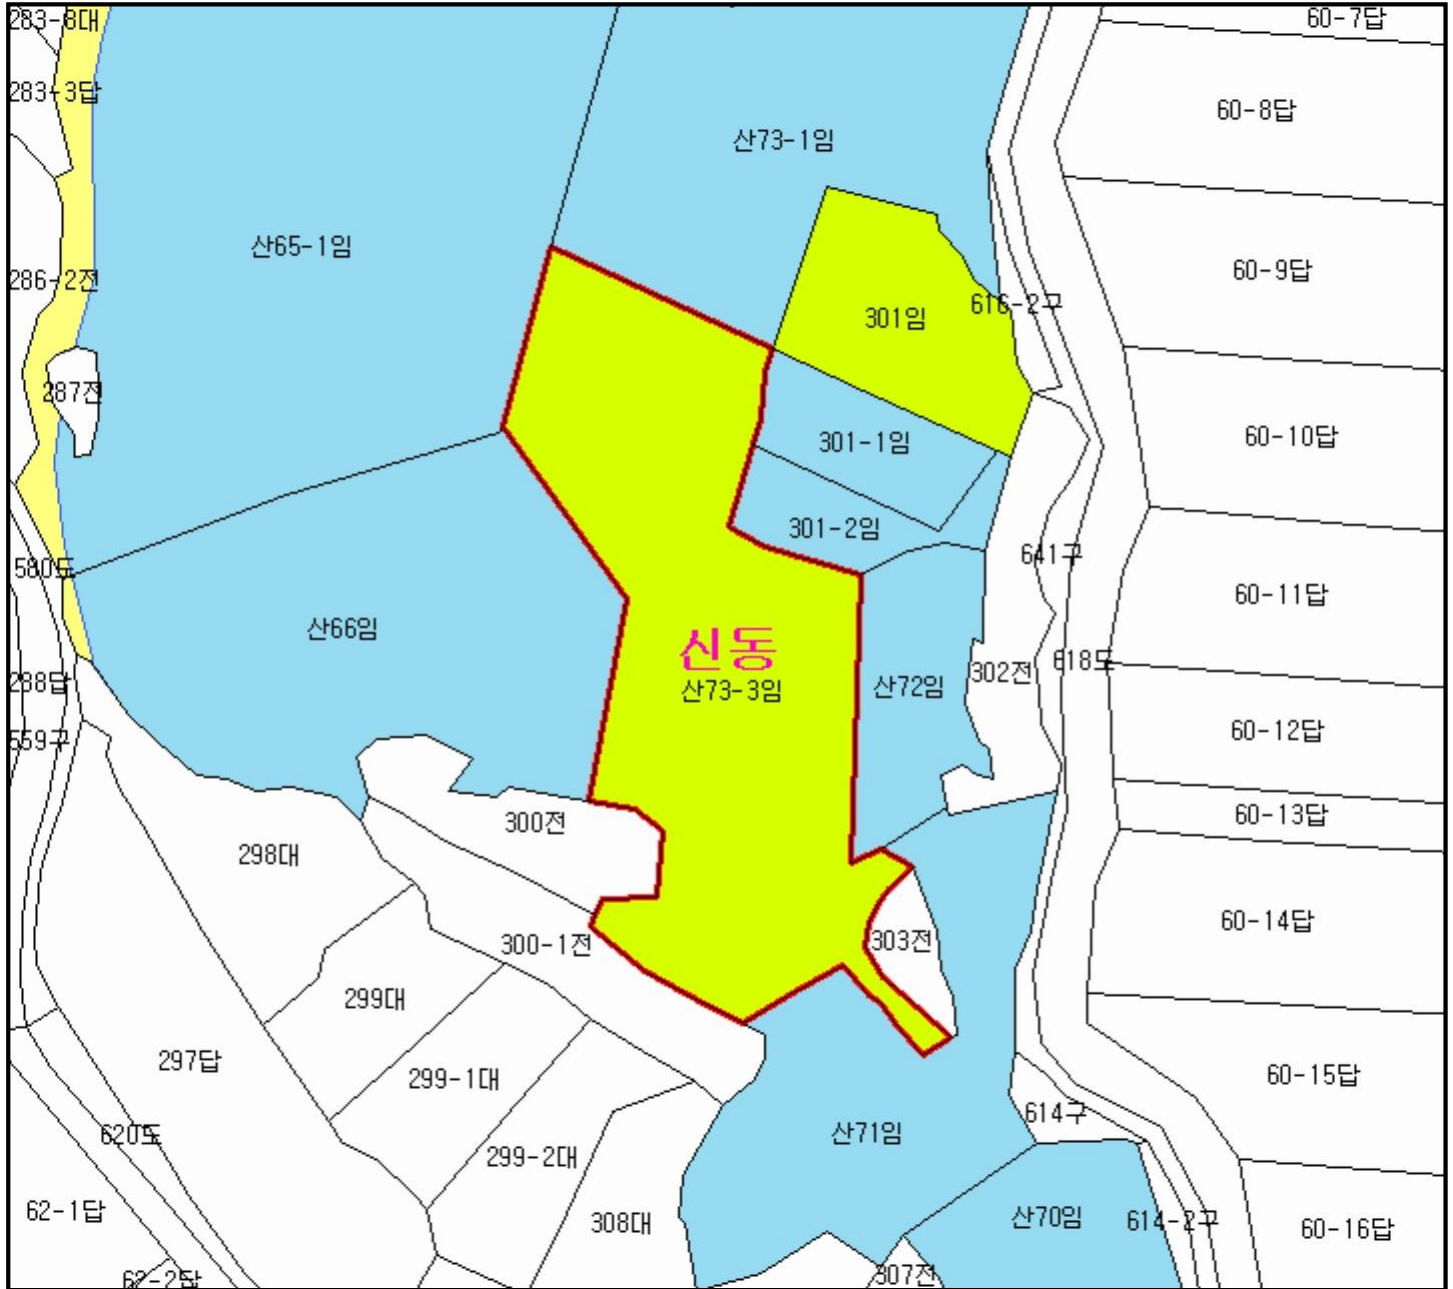 283-8대
60-7답
283-3답
60-8답
산73-1임
산65-1임
60-9답
286-2전
616-2구
301임
287전
60-10답
301-1임
301-2임
641구
580도
60-11답
산66임
신동
618도
302전
288답
산72임
산73-3임
60-12답
559구
60-13답
300전
298대
60-14답
303전
300-1전
299대
297답
299-1대
60-15답
614구
620도
산71임
299-2대
62-1답
308대
산70임
614-2구
60-16답
307전
62-2답